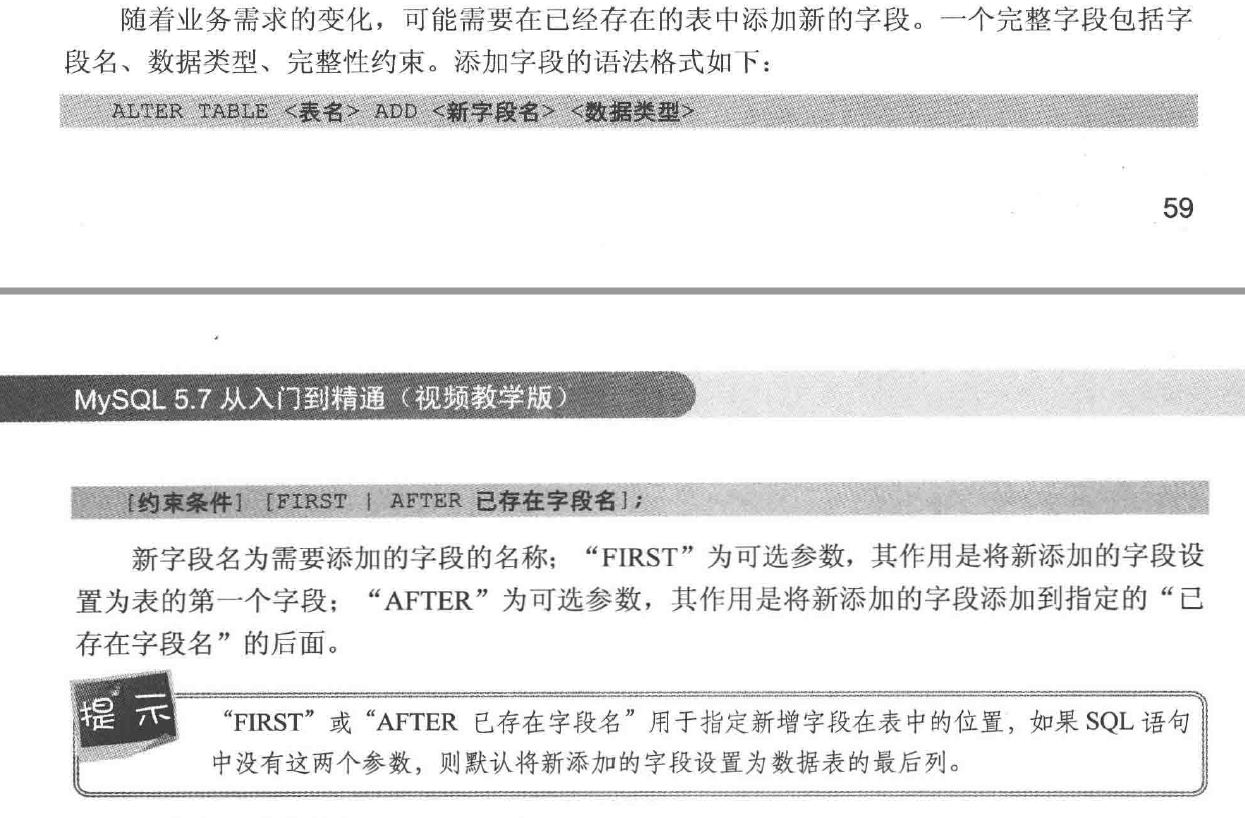 随着业务需求的变化，可能需要在已经存在的表中添加新的字段。一个完整字段包括字
段名、数据类型、完整性约束。添加字段的语法格式如下：
ALTER TABLE <表名> ADD <新字段名> <数据类型>
59
MySQL 5.7 从入门到精通（视频教学版）
[约束条件] [FIRST | AFTER 已存在字段名];
新字段名为需要添加的字段的名称；“FIRST”为可选参数，其作用是将新添加的字段设
置为表的第一个字段；“AFTER”为可选参数，其作用是将新添加的字段添加到指定的“已
存在字段名”的后面。
提示
“FIRST”或“AFTER 已存在字段名”用于指定新增字段在表中的位置，如果 SQL 语句
中没有这两个参数，则默认将新添加的字段设置为数据表的最后列。